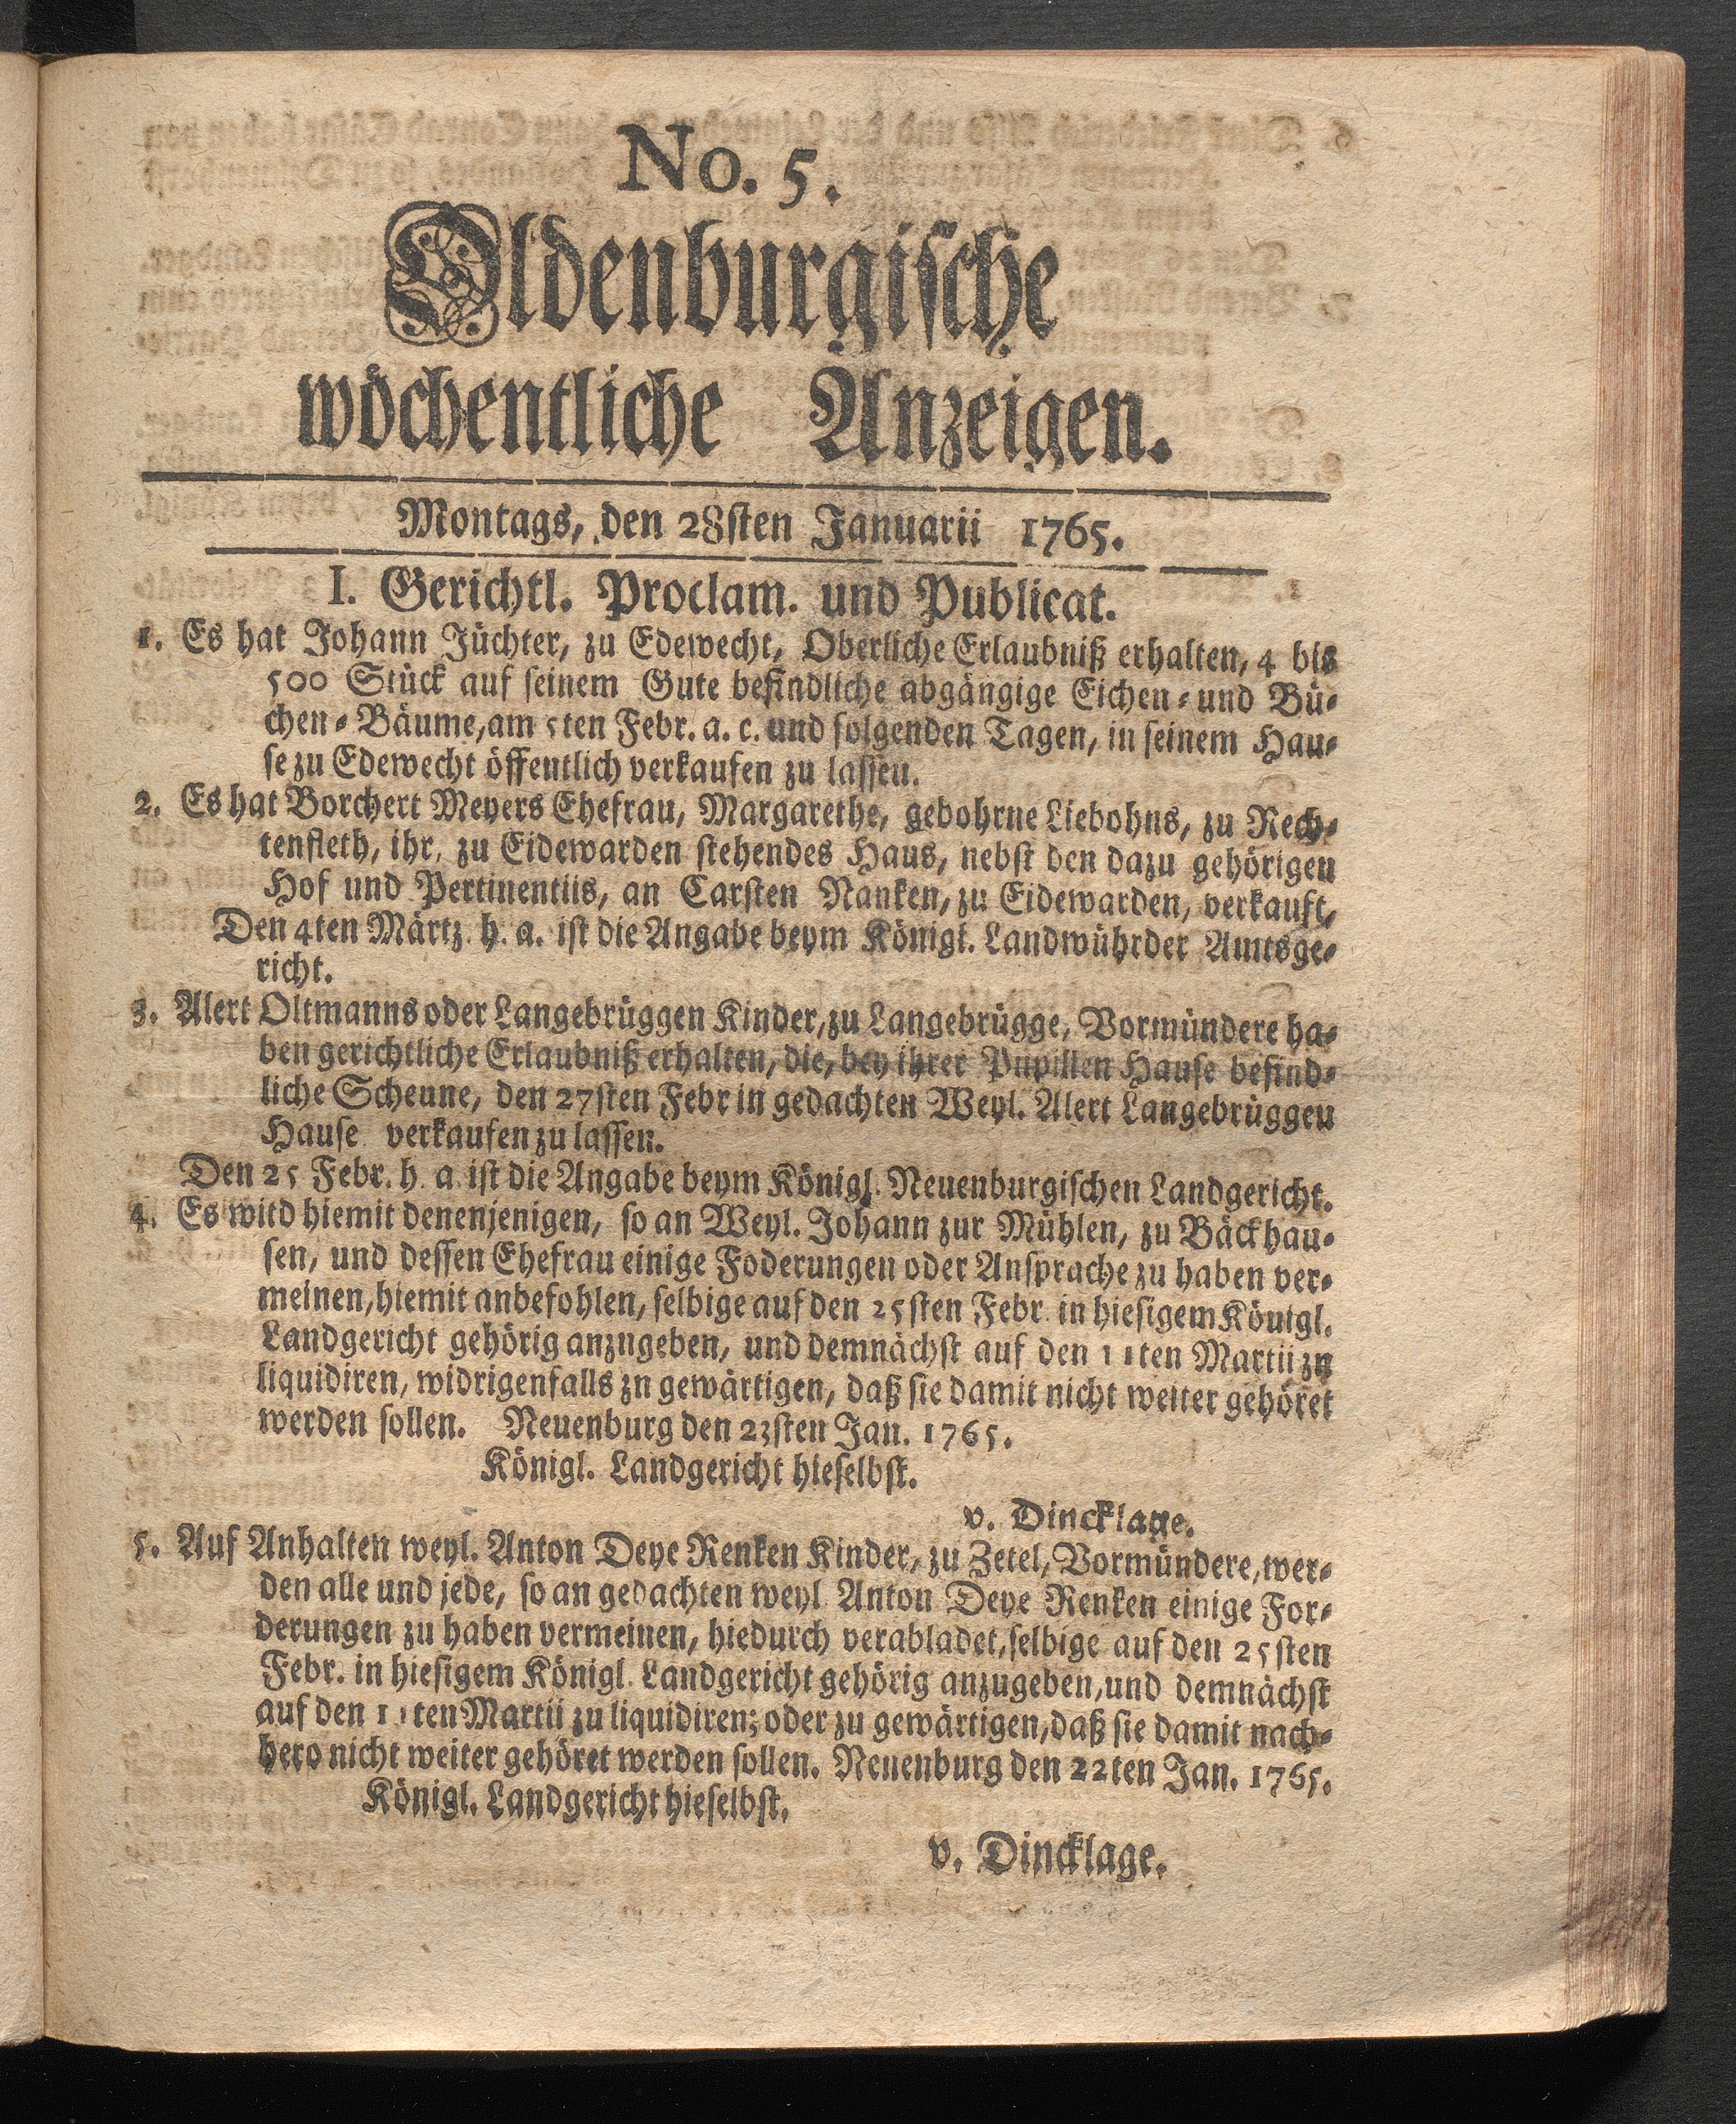 No. 5.
Oldenburgische
wöchentliche Anzeigen.
Montags, den 28sten Januarii 1765.
I. Gerichtl. Proclam. und Publicat.
1. Es hat Johann Jüchter, zu Edewecht, Oberliche Erlaubniß erhalten, 4 bis
500 Stück auf seinem Gute befindliche abgängige Eichen- und Bü-
chen- Bäume, am 5ten Febr. a. c. und folgenden Tagen, in seinem Hau-
se zu Edewecht öffentlich verkaufen zu lassen.
2. Es hat Borchert Meyers Ehefrau, Margarethe, gebohrne Liebohns, zu Rech-
tenfleth, ihr, zu Eidewarden stehendes Haus, nebst den dazu gehörigen
Hof und Pertinentiis, an Carsten Nanken, zu Eidewarden, verkauft,
Den 4ten Märtz. h. a. ist die Angabe beym Königl. Landwührder Amtsge-
richt.
3. Alert Oltmanns oder Langebrüggen Kinder, zu Langebrügge, Vormündere ha-
ben gerichtliche Erlaubniß erhalten, die, bey ihrer Pupillen Hause befind-
liche Scheune, den 27sten Febr in gedachten Weyl. Alert Langebrüggen
Hause verkaufen zu lassen.
Den 25 Febr. h. a. ist die Angabe beym Königl. Neuenburgischen Landgericht.
4. Es witd hiemit denenjenigen, so an Weyl. Johann zur Mühlen, zu Bäckhau-
sen, und dessen Ehefrau einige Foderungen oder Ansprache zu haben ver-
meinen, hiemit anbefohlen, selbige auf den 25sten Febr. in hiesigem Königl.
Landgericht gehörig anzugeben, und demnächst auf den 11ten Martii zu
liquidiren, widrigenfalls zn gewärtigen, daß sie damit nicht weiter gehöret
werden sollen. Neuenburg den 23sten Jan. 1765.
Königl. Landgericht hieselbst.
v. Dincklage.
5. Auf Anhalten weyl. Anton Deye Renken Kinder, zu Zetel, Vormündere, wer-
den alle und jede, so an gedachten weyl Anton Deye Renken einige For-
derungen zu haben vermeinen, hiedurch verabladet, selbige auf den 25sten
Febr. in hiesigem Königl. Landgericht gehörig anzugeben, und demnächst
auf den 11ten Martii zu liquidiren; oder zu gewärtigen, daß sie damit nach-
hero nicht weiter gehöret werden sollen. Neuenburg den 22ten Jan. 1765.
Königl. Landgericht hieselbst.
v. Dincklage.